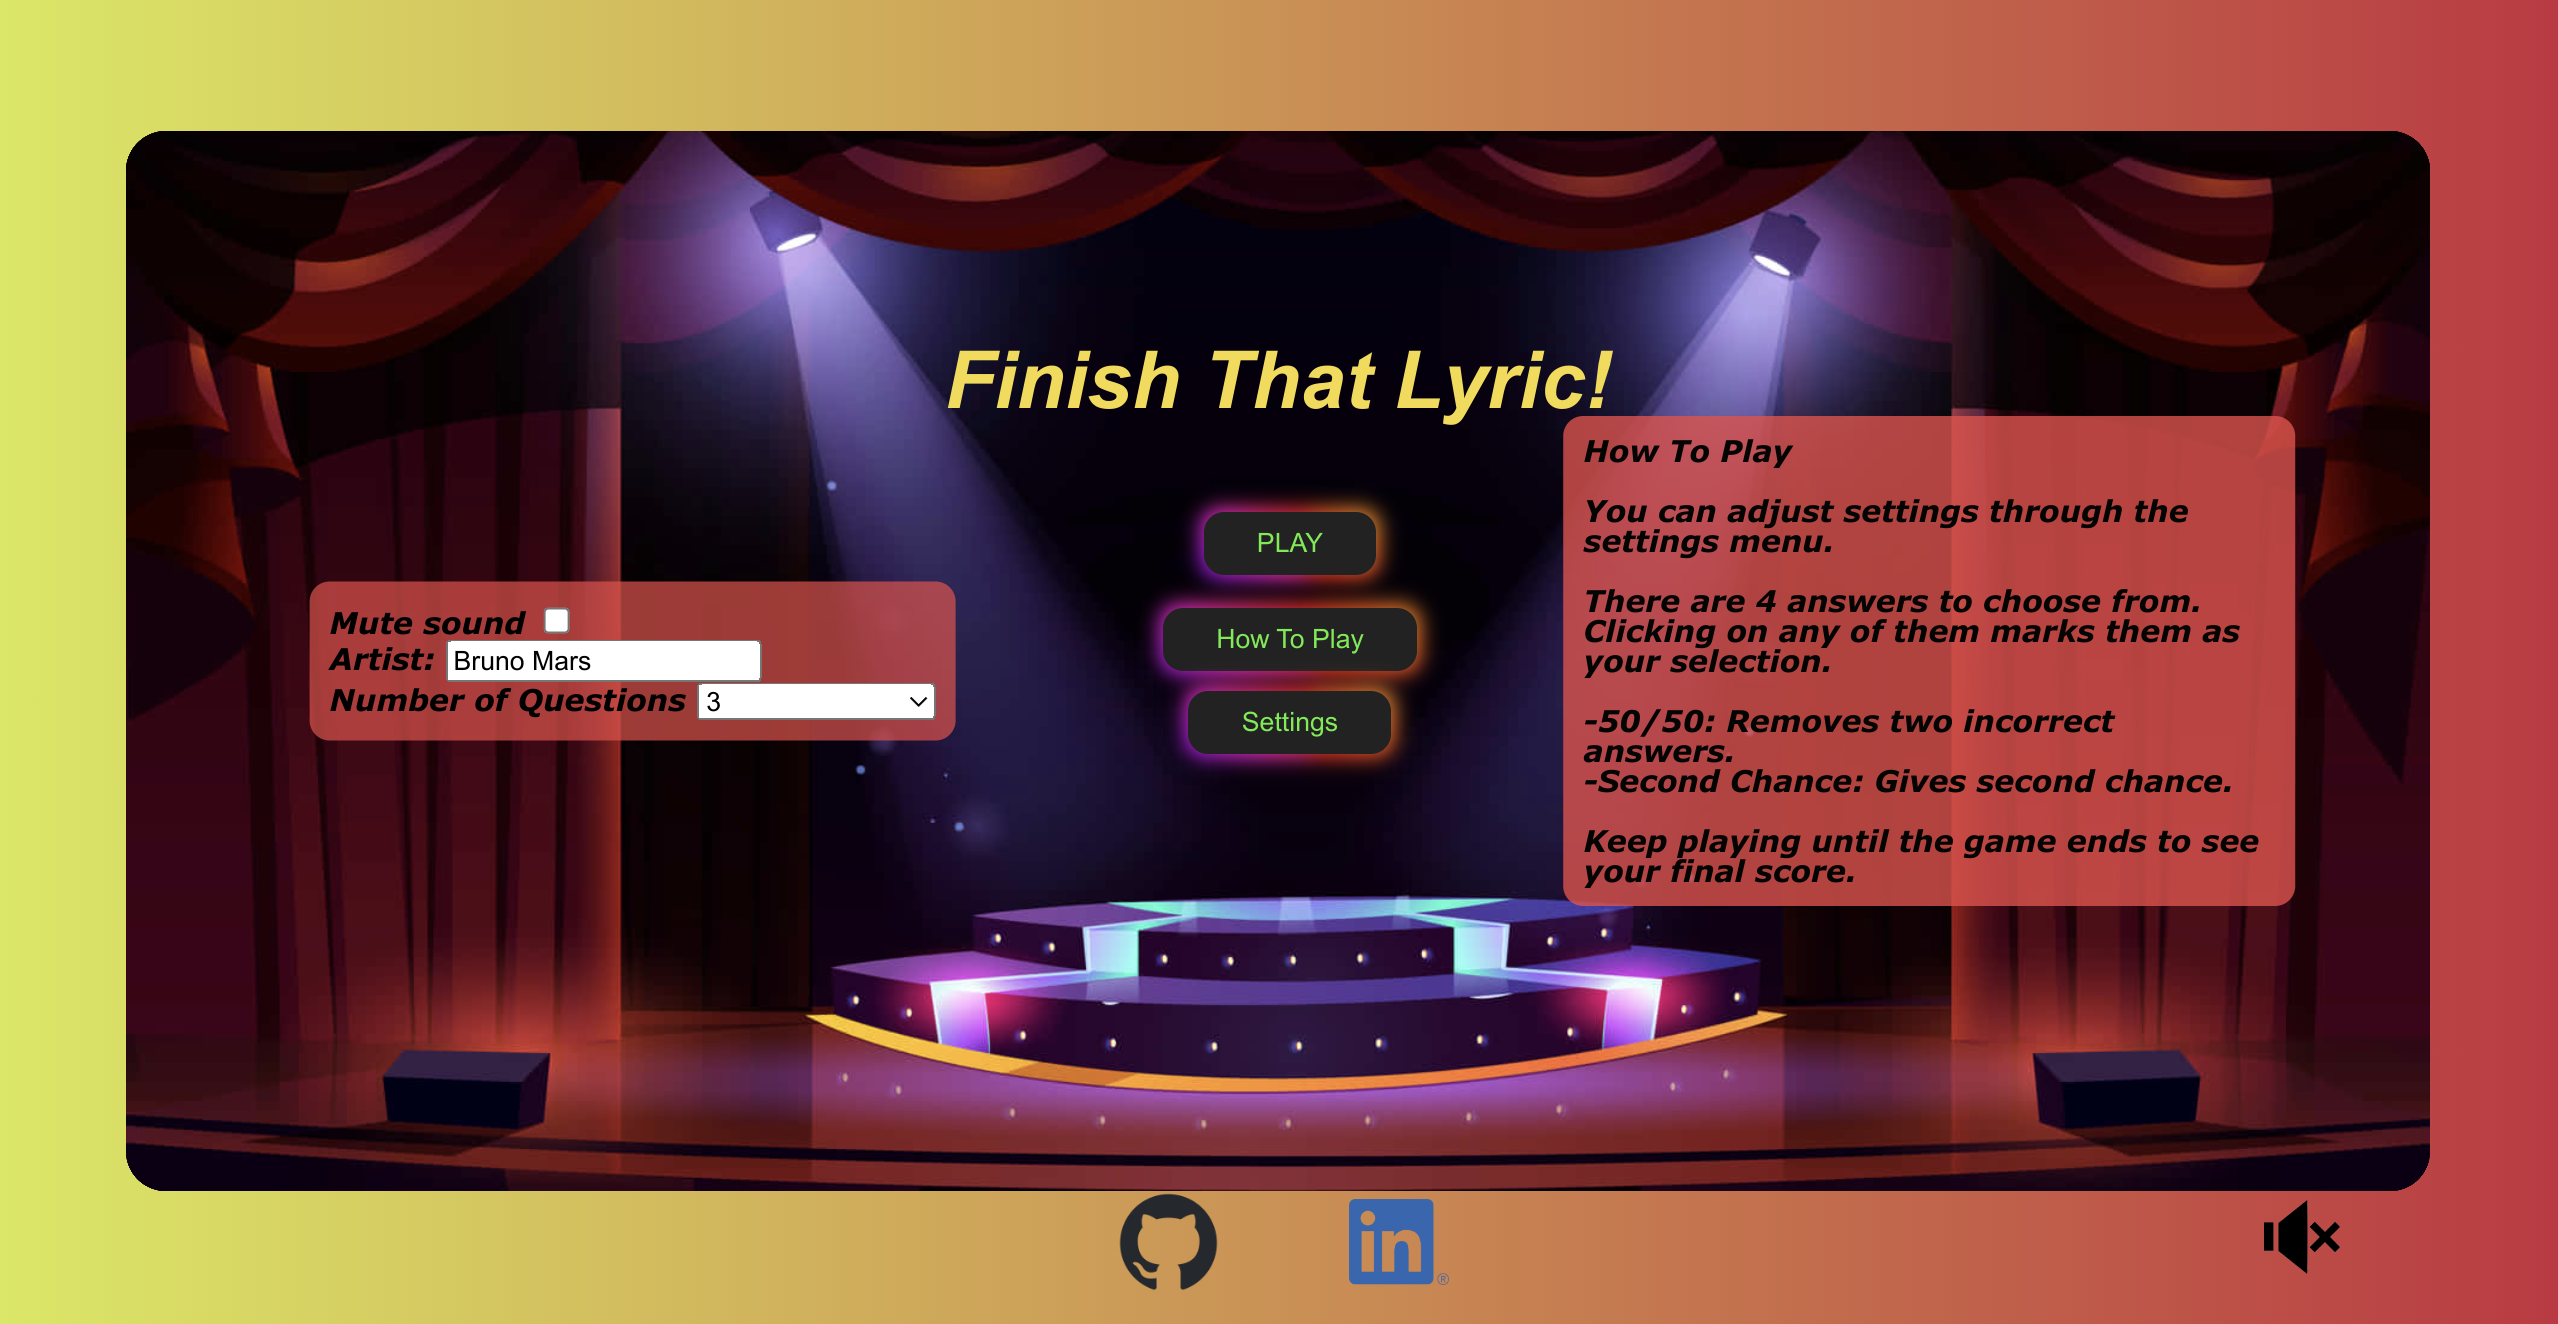 Finish That Lyric!
PLAY
How To Play
Settings
Mute sound
Artist: Bruno Mars
Number of Questions 3
How To Play
You can adjust settings through the
settings menu.
There are 4 answers to choose from.
Clicking on any of them marks them as
your selection.
-50/50: Removes two incorrect
answers.
-Second Chance: Gives second chance.
Keep playing until the game ends to see
your final score.
in®